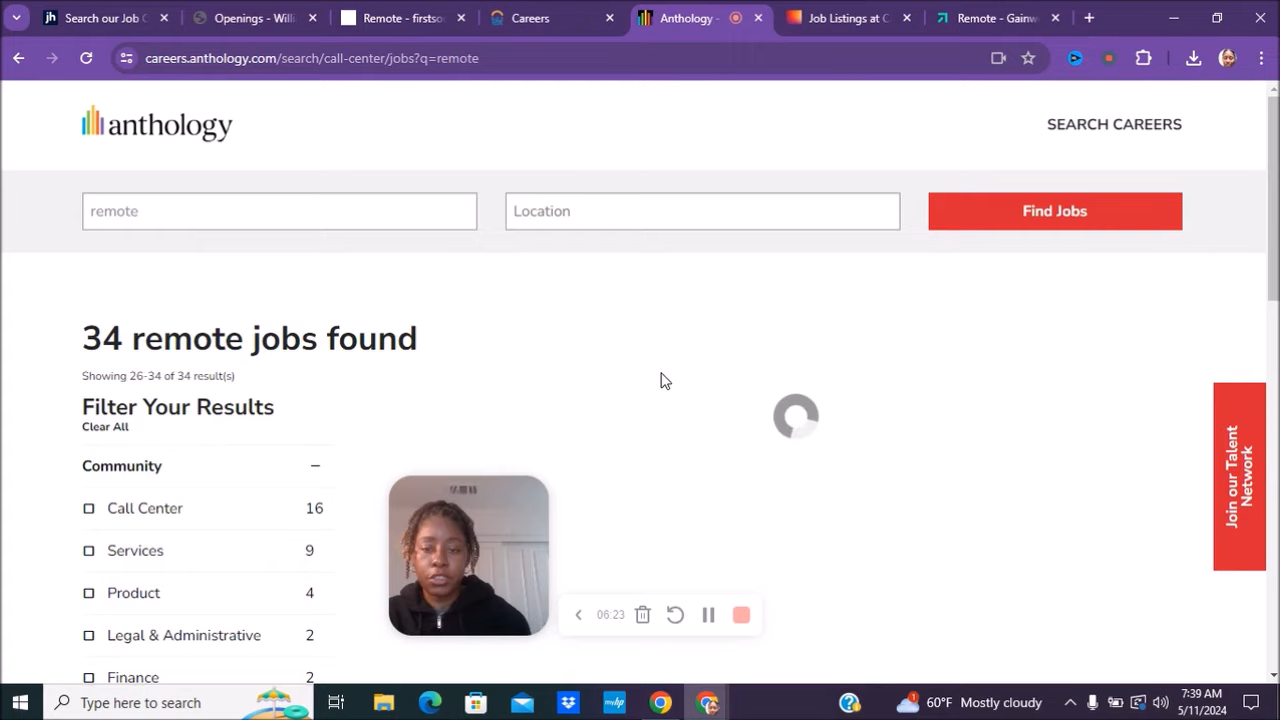 jh Search our Job C
Openings - Willi
Remote - firstso
Careers
Anthology -
Job Listings at C
Remote - Gainw
careers.anthology.com/search/call-center/jobs?q=remote
anthology
SEARCH CAREERS
remote
Location
Find Jobs
34 remote jobs found
Showing 26-34 of 34 result(s)
Filter Your Results
Clear All
Community
Call Center 16
Services 9
Product 4
Legal & Administrative 2
Finance 2
Join our Talent
Network
06:23
Type here to search
60°F Mostly cloudy
7:39 AM
5/11/2024